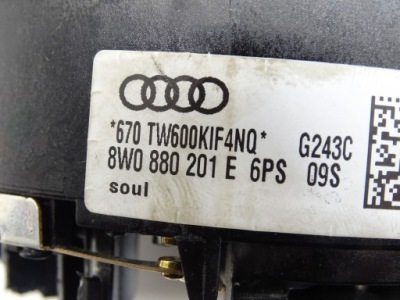 *670 TW600KIF4NQ* G243C
8W0 880 201 E 6PS 09S
soul